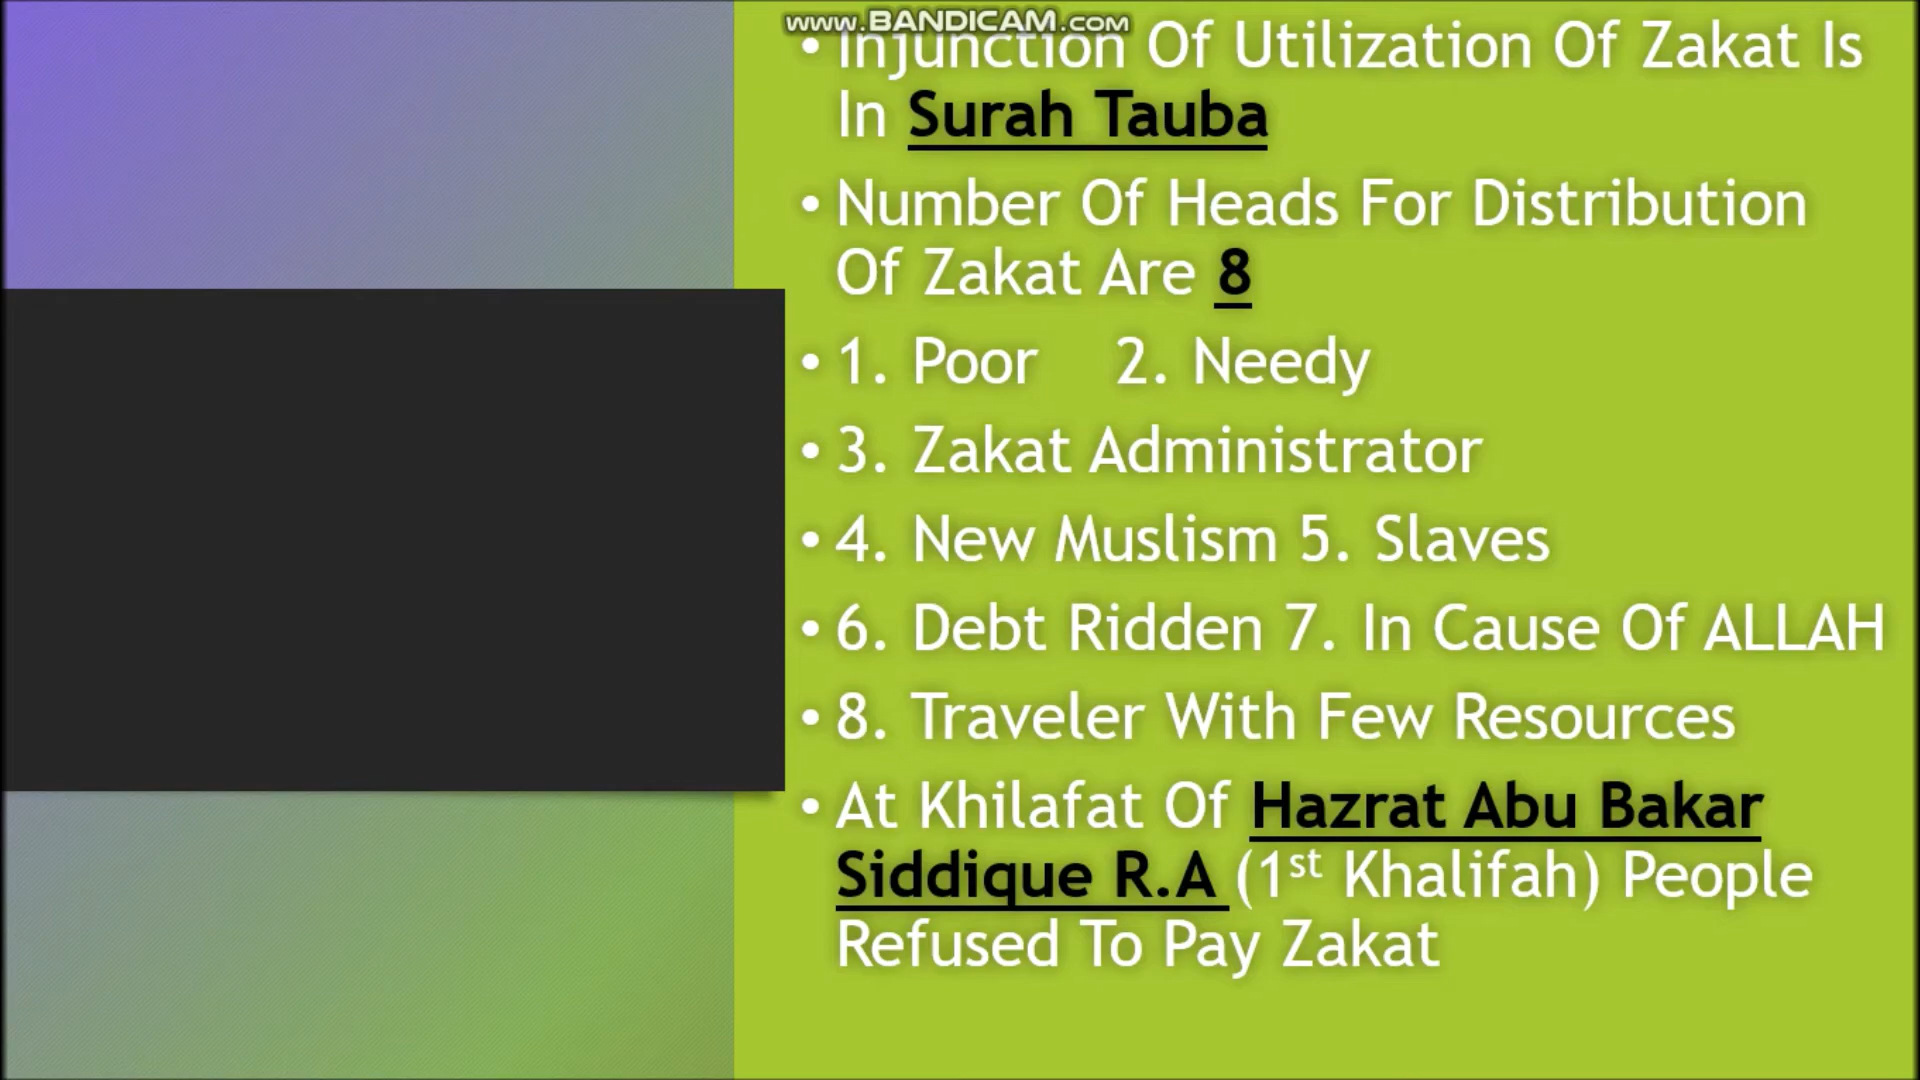 www.BANDICAM.com
• Injunction Of Utilization Of Zakat Is
In Surah Tauba
• Number Of Heads For Distribution
Of Zakat Are 8
• 1. Poor 2. Needy
• 3. Zakat Administrator
• 4. New Muslism 5. Slaves
• 6. Debt Ridden 7. In Cause Of ALLAH
• 8. Traveler With Few Resources
• At Khilafat Of Hazrat Abu Bakar
Siddique R.A (1st Khalifah) People
Refused To Pay Zakat